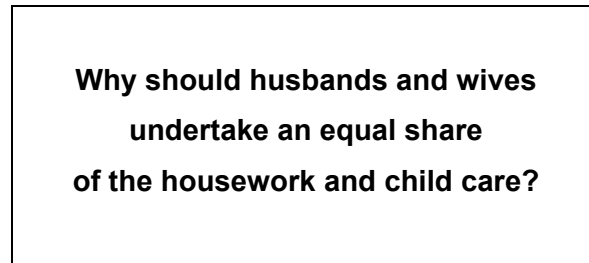 Why should husbands and wives
undertake an equal share
of the housework and child care?